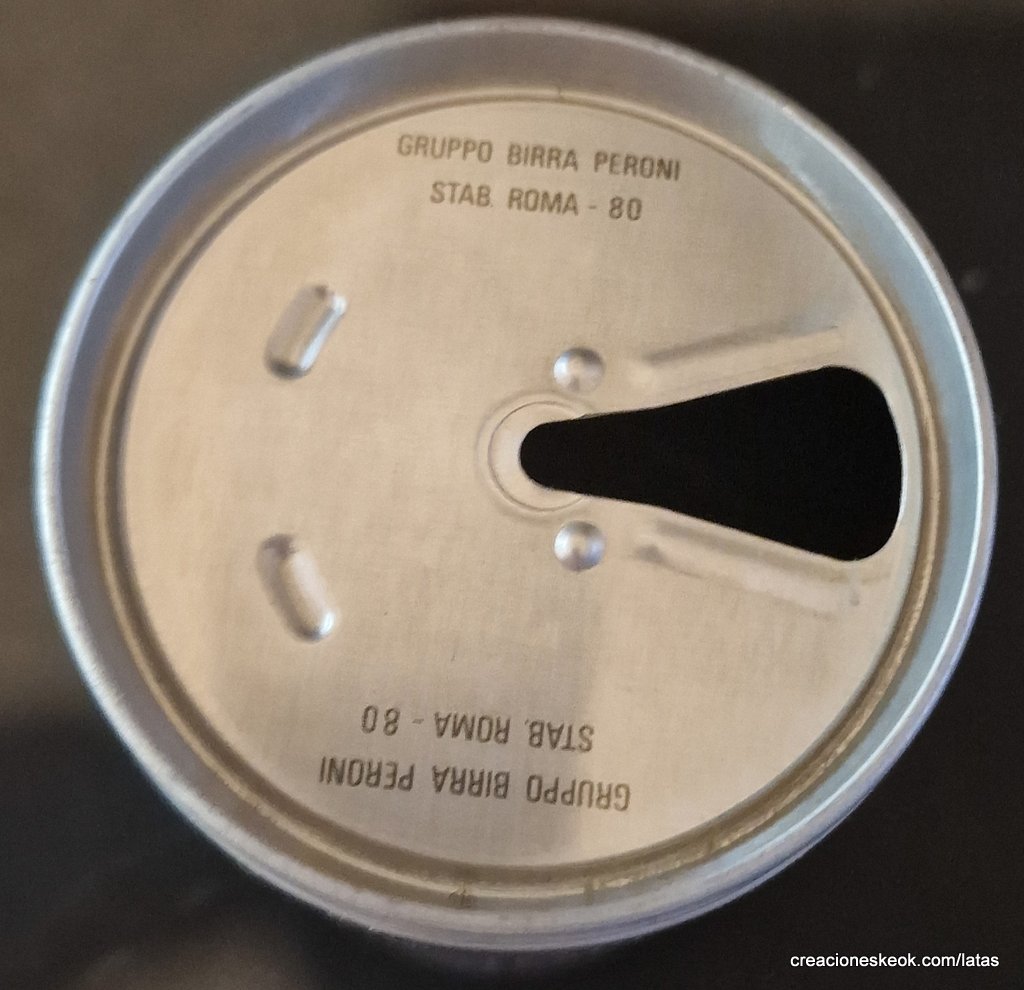 GRUPPO BIRRA PERONI
STAB. ROMA - 80
STAB. ROMA - 80
GRUPPO BIRRA PERONI
creacioneskeok.com/latas